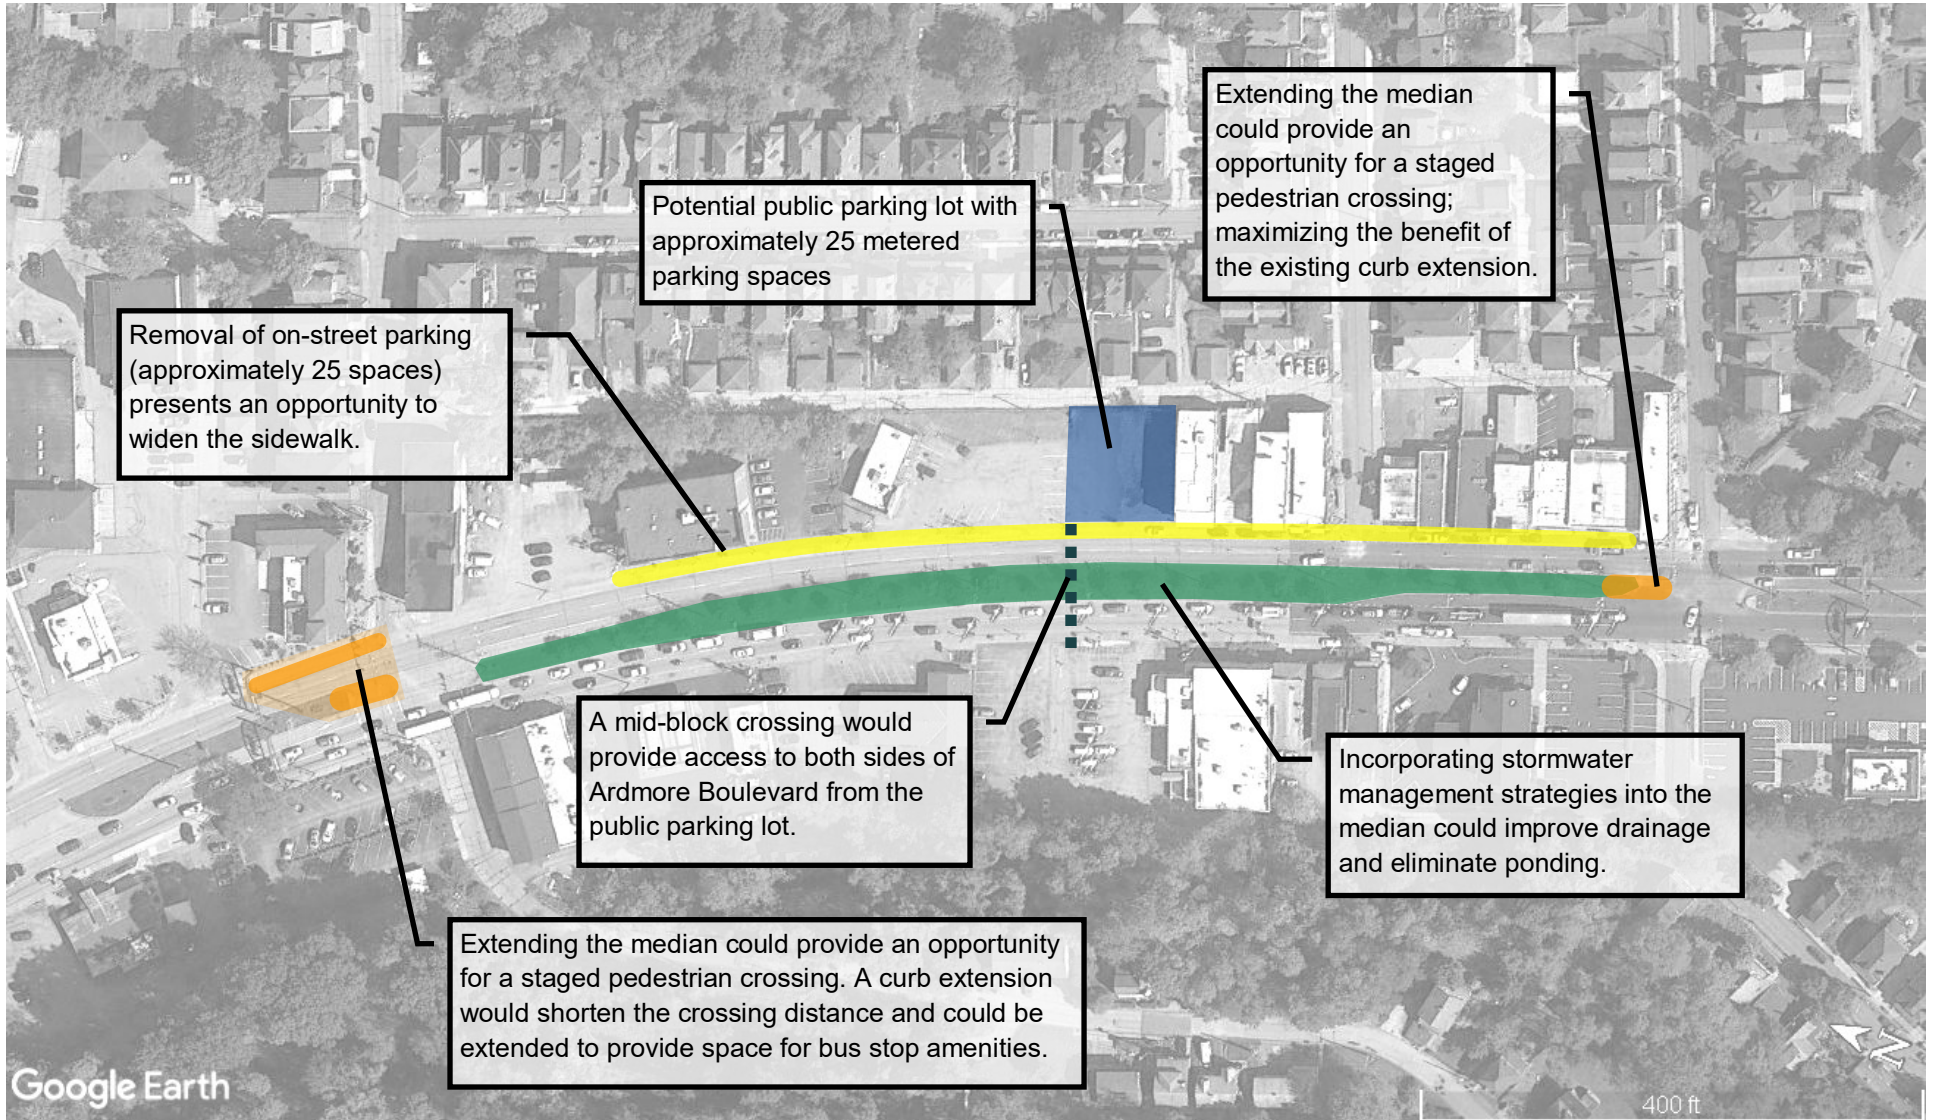 Extending the median
could provide an
opportunity for a staged
pedestrian crossing;
maximizing the benefit of
the existing curb extension.
Potential public parking lot with
approximately 25 metered
parking spaces
Removal of on-street parking
(approximately 25 spaces)
presents an opportunity to
widen the sidewalk.
A mid-block crossing would
provide access to both sides of
Ardmore Boulevard from the
public parking lot.
Incorporating stormwater
management strategies into the
median could improve drainage
and eliminate ponding.
Extending the median could provide an opportunity
for a staged pedestrian crossing. A curb extension
would shorten the crossing distance and could be
extended to provide space for bus stop amenities.
N
Google Earth
400 ft